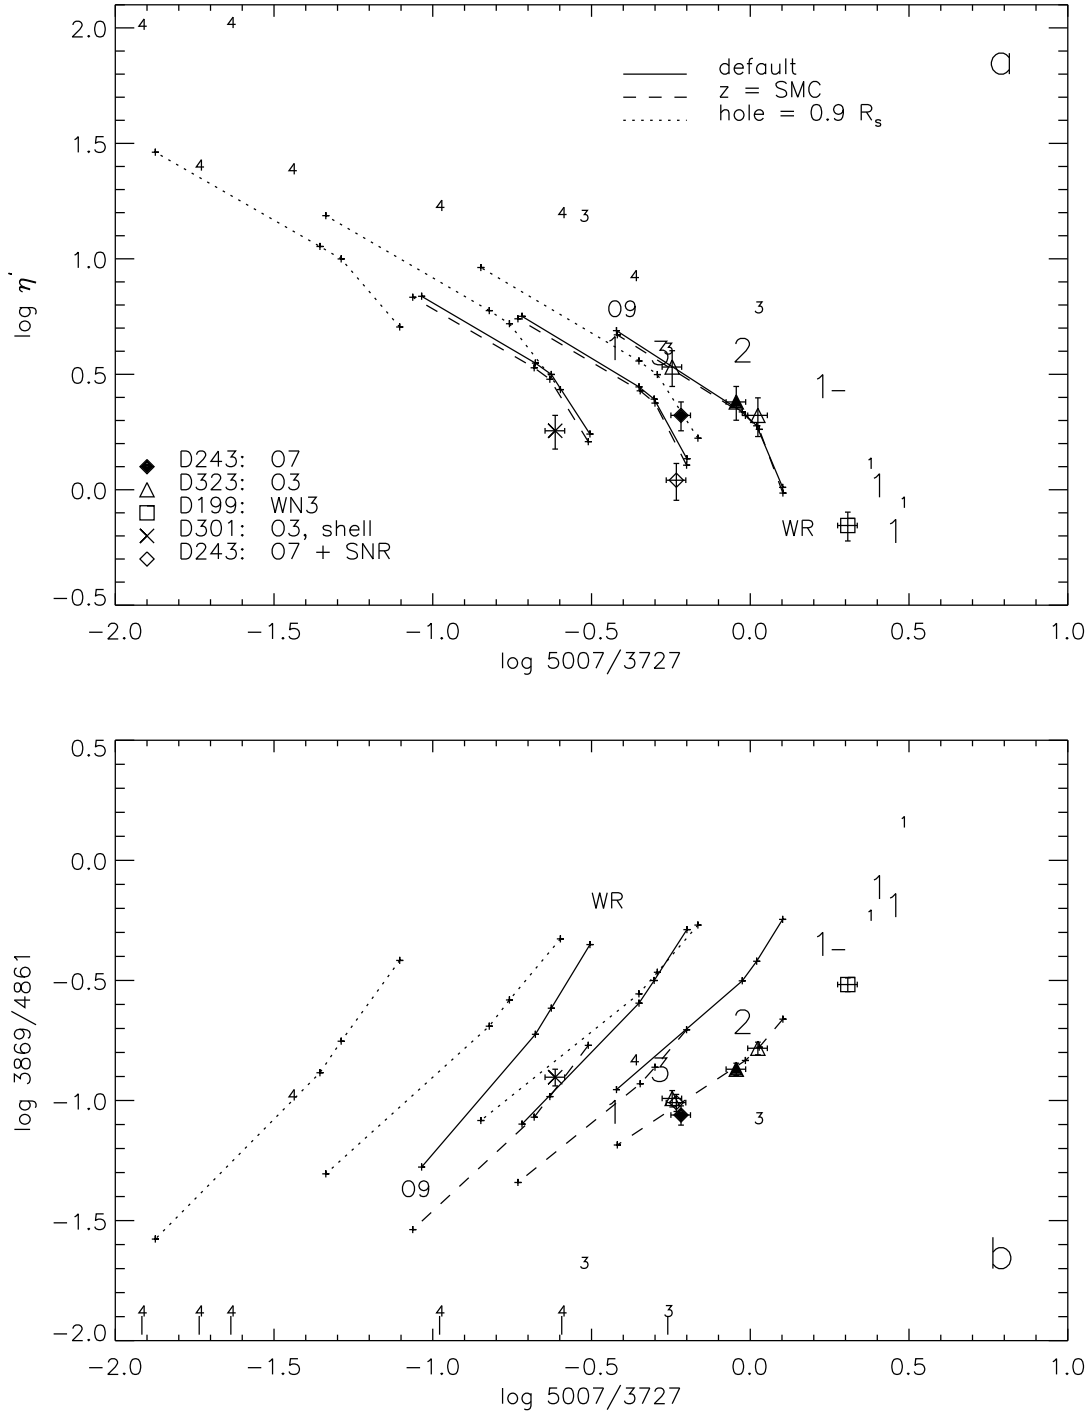 2.0
1.5
1.0
0.5
0.0
−0.5
log η′
4 4
a
default
z = SMC
hole = 0.9 Rs
4 4
4 4 3
4
3
O9
1 3 3 2
1−
1
1
1
1
WR
D243: O7
D323: O3
D199: WN3
D301: O3, shell
D243: O7 + SNR
−2.0 −1.5 −1.0 −0.5 0.0 0.5 1.0
log 5007/3727
0.5
0.0
−0.5
−1.0
−1.5
−2.0
log 3869/4861
1
WR
1
1
1
1−
2
4
3
4
1
3
O9
3
b
4 4 4 4 4 3
−2.0 −1.5 −1.0 −0.5 0.0 0.5 1.0
log 5007/3727